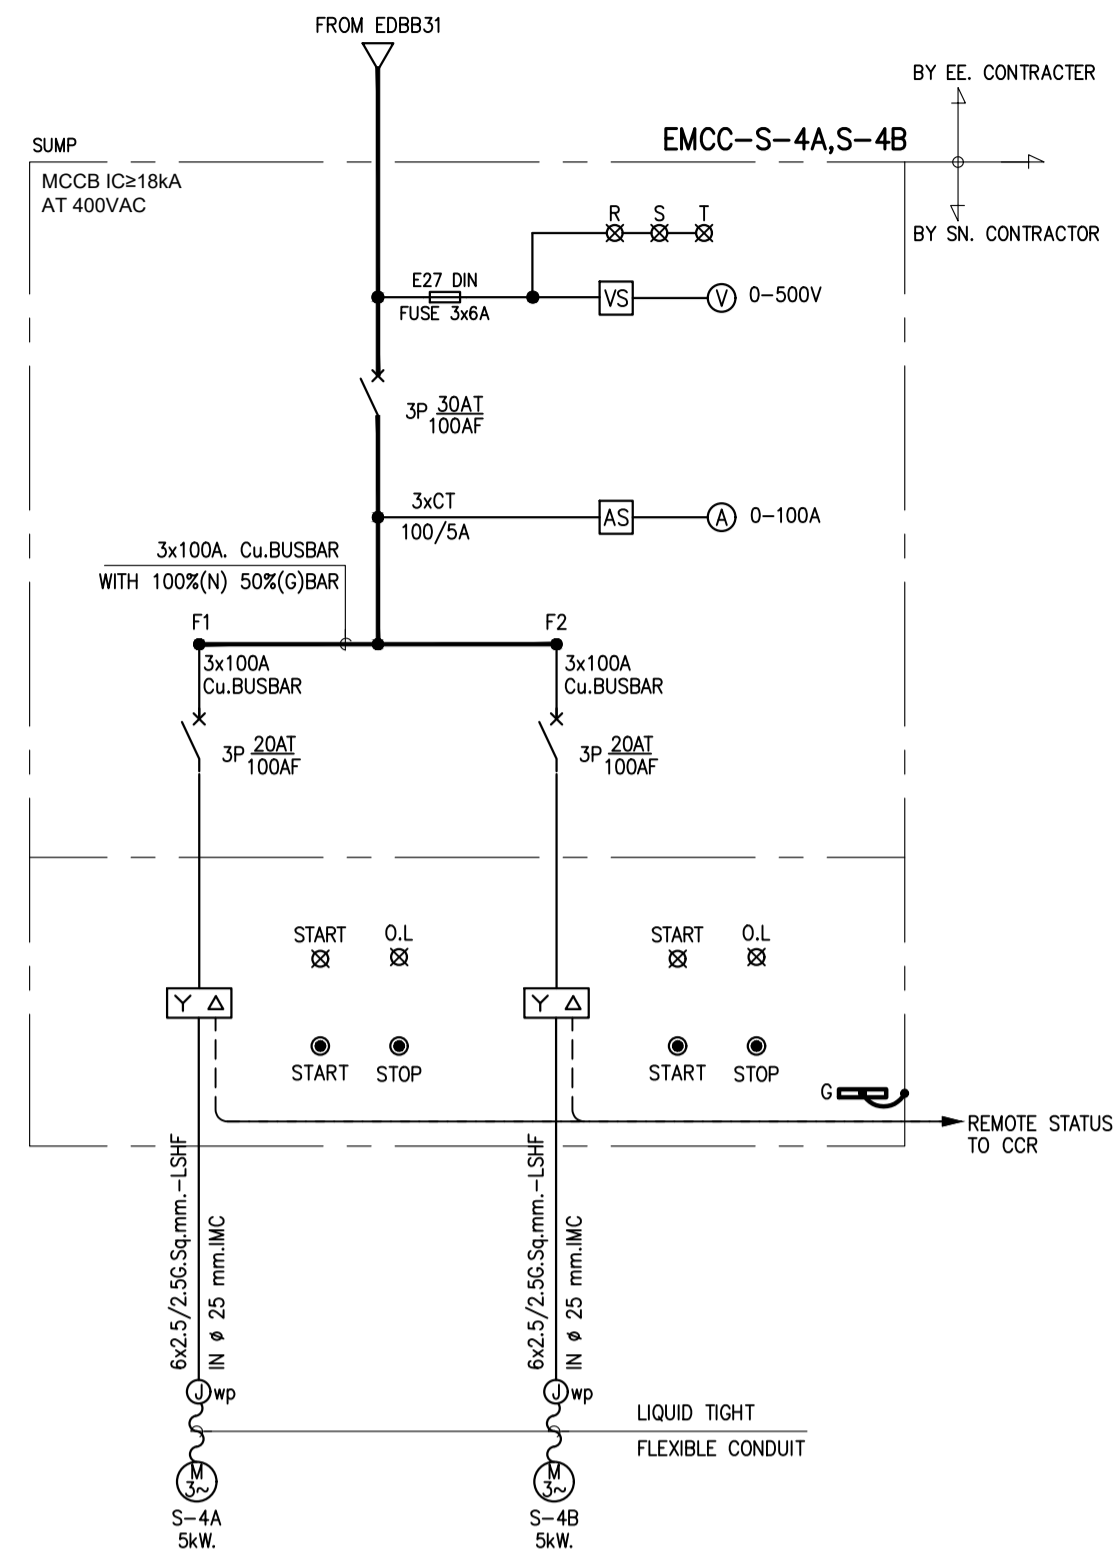 FROM EDBB31
BY EE. CONTRACTER
SUMP
EMCC-S-4A,S-4B
MCCB IC≥18kA
AT 400VAC
BY SN. CONTRACTOR
R S T
E27 DIN
FUSE 3x6A
VS
V
0-500V
3P 30AT
100AF
3xCT
100/5A
AS
A
0-100A
3x100A. Cu.BUSBAR
WITH 100%(N) 50%(G)BAR
F1
F2
3x100A
Cu.BUSBAR
3x100A
Cu.BUSBAR
3P 20AT
100AF
3P 20AT
100AF
START O.L
START O.L
Y Δ
Y Δ
START STOP
START STOP
G
REMOTE STATUS
TO CCR
6x2.5/2.5G.Sq.mm.-LSHF
IN ø 25 mm.IMC
6x2.5/2.5G.Sq.mm.-LSHF
IN ø 25 mm.IMC
J wp
J wp
LIQUID TIGHT
FLEXIBLE CONDUIT
M
3~
M
3~
S-4A
5kW.
S-4B
5kW.